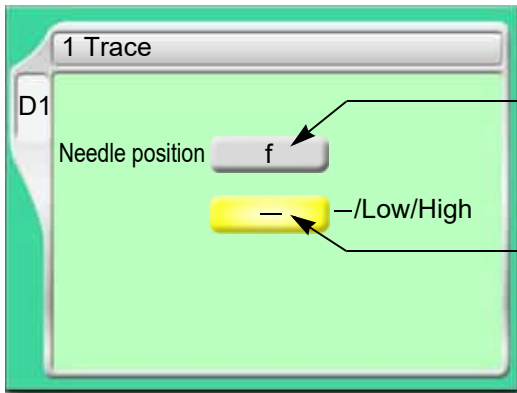 1 Trace
D1
Needle position f
— —/Low/High